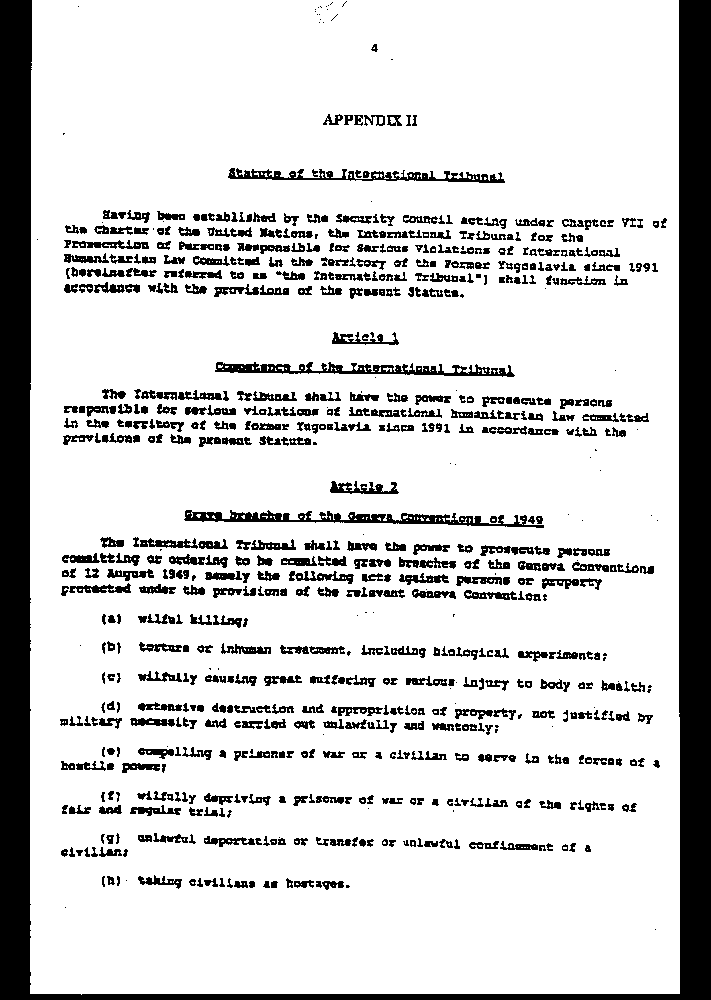 4
APPENDIX II
Statute of the International Tribunal
Having been established by the Security Council acting under Chapter VII of
the Charter of the United Nations, the International Tribunal for the
Prosecution of Persons Responsible for Serious Violations of International
Humanitarian Law Committed in the Territory of the Former Yugoslavia since 1991
(hereinafter referred to as "the International Tribunal") shall function in
accordance with the provisions of the present Statute.
Article 1
Competence of the International Tribunal
The International Tribunal shall have the power to prosecute persons
responsible for serious violations of international humanitarian law committed
in the territory of the former Yugoslavia since 1991 in accordance with the
provisions of the present Statute.
Article 2
Grave breaches of the Geneva Conventions of 1949
The International Tribunal shall have the power to prosecute persons
committing or ordering to be committed grave breaches of the Geneva Conventions
of 12 August 1949, namely the following acts against persons or property
protected under the provisions of the relevant Geneva Convention:
(a) wilful killing;
(b) torture or inhuman treatment, including biological experiments;
(c) wilfully causing great suffering or serious injury to body or health;
(d) extensive destruction and appropriation of property, not justified by
military necessity and carried out unlawfully and wantonly;
(e) compelling a prisoner of war or a civilian to serve in the forces of a
hostile power;
(f) wilfully depriving a prisoner of war or a civilian of the rights of
fair and regular trial;
(g) unlawful deportation or transfer or unlawful confinement of a
civilian;
(h) taking civilians as hostages.